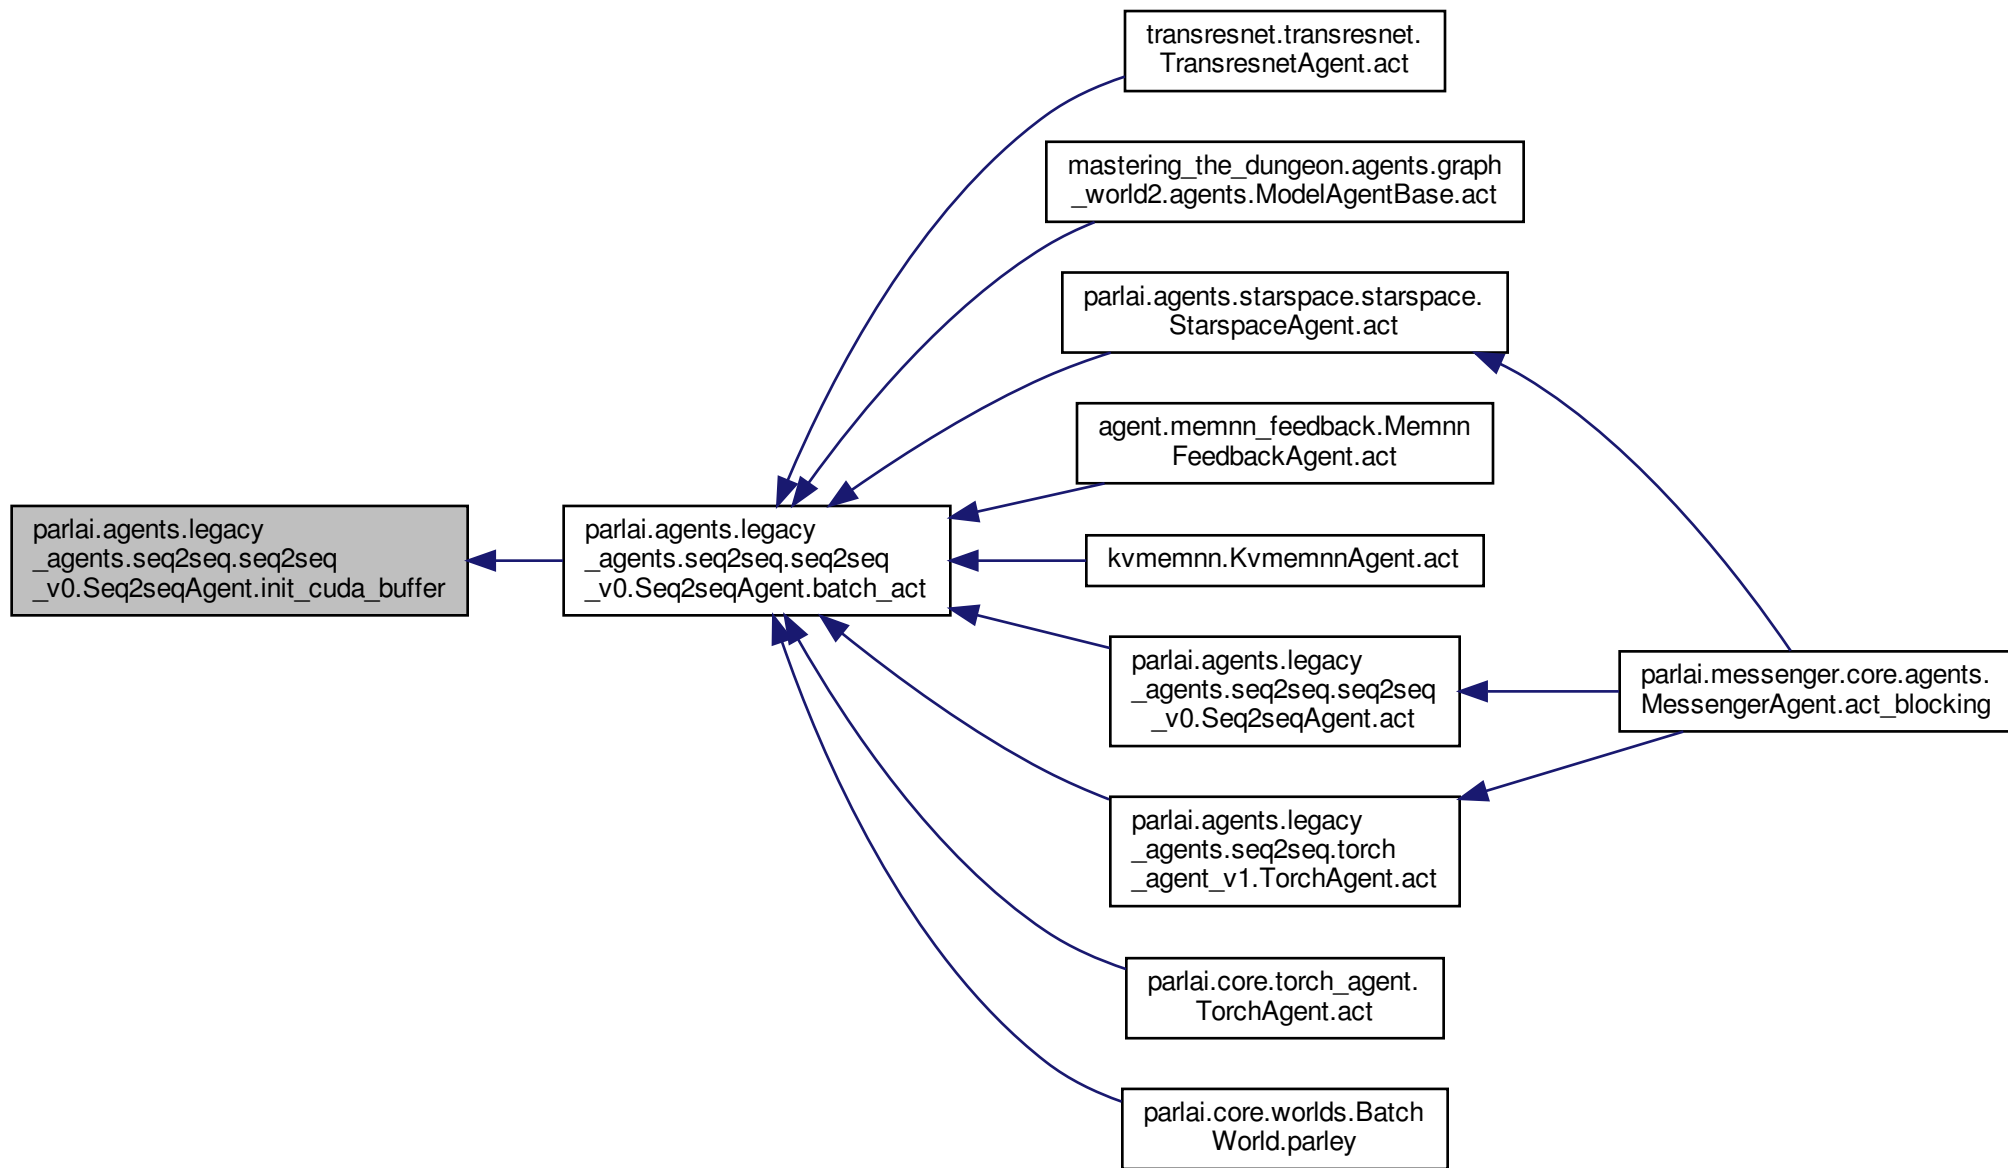 transresnet.transresnet.
TransresnetAgent.act
mastering_the_dungeon.agents.graph
_world2.agents.ModelAgentBase.act
parlai.agents.starspace.starspace.
StarspaceAgent.act
agent.memnn_feedback.Memnn
FeedbackAgent.act
parlai.agents.legacy
_agents.seq2seq.seq2seq
_v0.Seq2seqAgent.init_cuda_buffer
parlai.agents.legacy
_agents.seq2seq.seq2seq
_v0.Seq2seqAgent.batch_act
kvmemnn.KvmemnnAgent.act
parlai.agents.legacy
_agents.seq2seq.seq2seq
_v0.Seq2seqAgent.act
parlai.messenger.core.agents.
MessengerAgent.act_blocking
parlai.agents.legacy
_agents.seq2seq.torch
_agent_v1.TorchAgent.act
parlai.core.torch_agent.
TorchAgent.act
parlai.core.worlds.Batch
World.parley